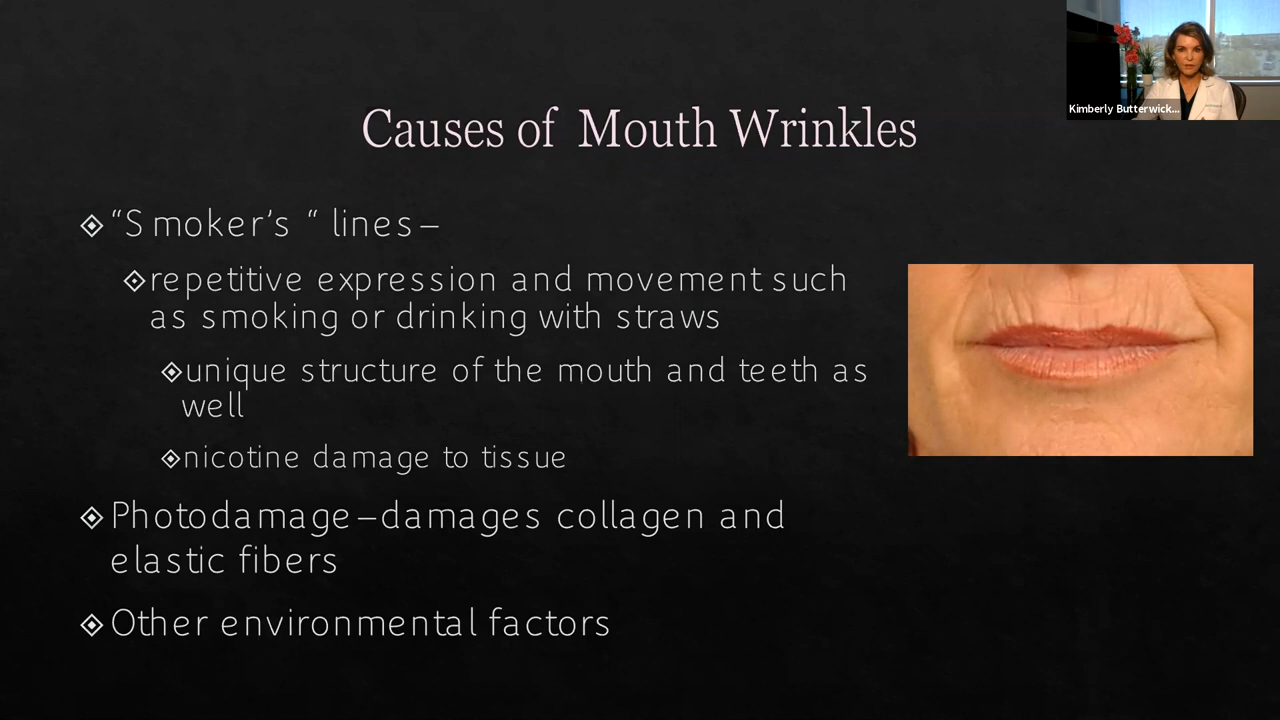 Kimberly Butterwick...
Causes of Mouth Wrinkles
“Smoker’s “ lines–
repetitive expression and movement such
as smoking or drinking with straws
unique structure of the mouth and teeth as
well
nicotine damage to tissue
Photodamage–damages collagen and
elastic fibers
Other environmental factors